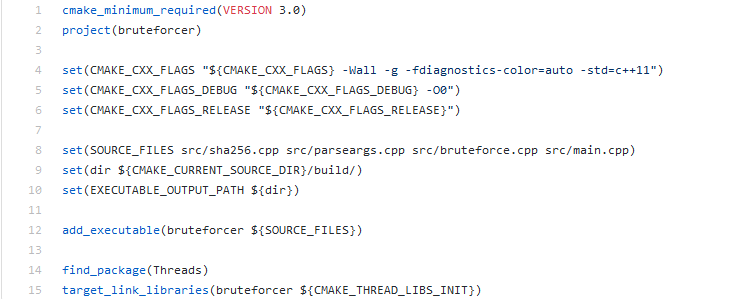 1 cmake_minimum_required(VERSION 3.0)
2 project(bruteforcer)
3
4 set(CMAKE_CXX_FLAGS "${CMAKE_CXX_FLAGS} -Wall -g -fdiagnostics-color=auto -std=c++11")
5 set(CMAKE_CXX_FLAGS_DEBUG "${CMAKE_CXX_FLAGS_DEBUG} -O0")
6 set(CMAKE_CXX_FLAGS_RELEASE "${CMAKE_CXX_FLAGS_RELEASE}")
7
8 set(SOURCE_FILES src/sha256.cpp src/parseargs.cpp src/bruteforce.cpp src/main.cpp)
9 set(dir ${CMAKE_CURRENT_SOURCE_DIR}/build/)
10 set(EXECUTABLE_OUTPUT_PATH ${dir})
11
12 add_executable(bruteforcer ${SOURCE_FILES})
13
14 find_package(Threads)
15 target_link_libraries(bruteforcer ${CMAKE_THREAD_LIBS_INIT})